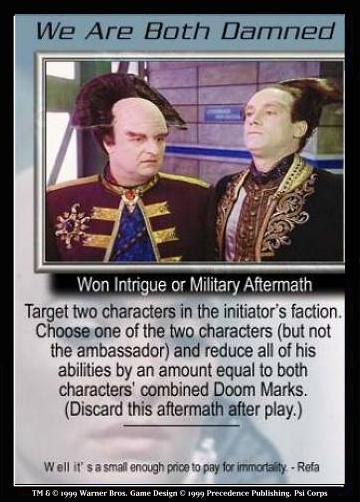 We Are Both Damned
Won Intrigue or Military Aftermath
Target two characters in the initiator's faction.
Choose one of the two characters (but not
the ambassador) and reduce all of his
abilities by an amount equal to both
characters' combined Doom Marks.
(Discard this aftermath after play.)
Well it' s a small enough price to pay for immortality. - Refa
TM & © 1999 Warner Bros. Game Design © 1999 Precedence Publishing. Psi Corps